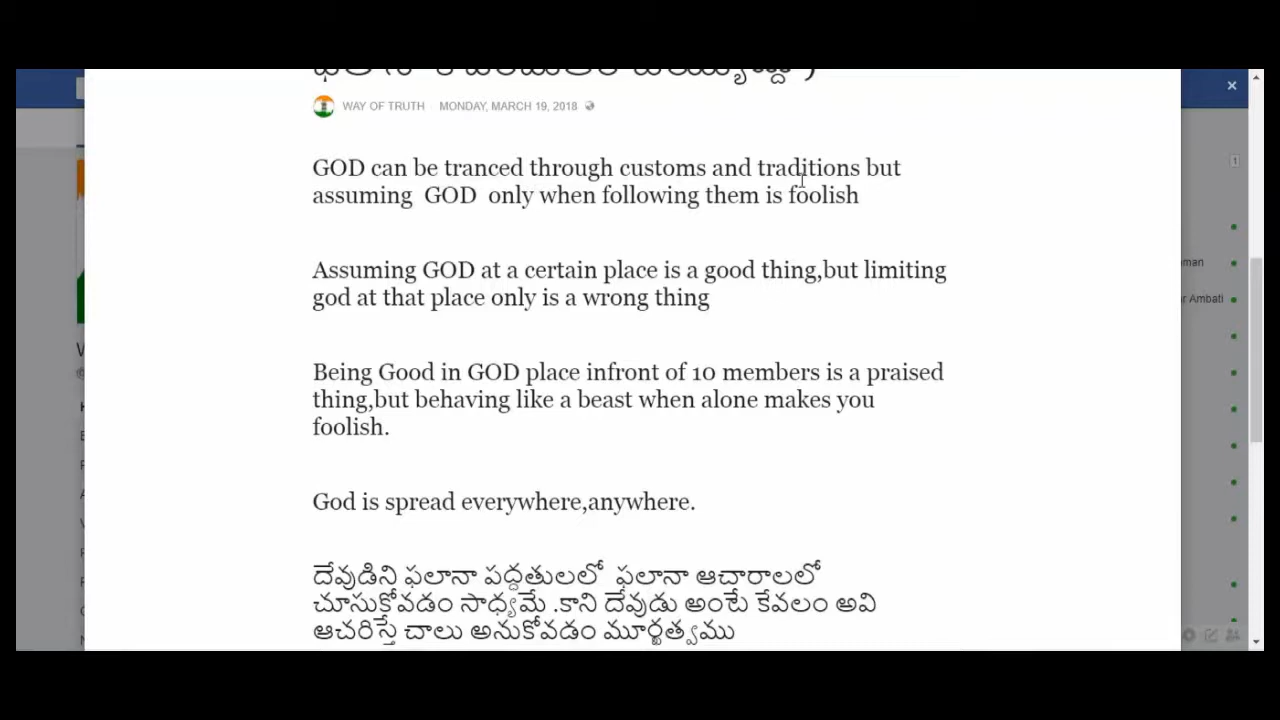 WAY OF TRUTH · MONDAY, MARCH 19, 2018
GOD can be tranced through customs and traditions but
assuming GOD only when following them is foolish
Assuming GOD at a certain place is a good thing,but limiting
god at that place only is a wrong thing
Being Good in GOD place infront of 10 members is a praised
thing,but behaving like a beast when alone makes you
foolish.
God is spread everywhere,anywhere.
దేవుడిని ఫలానా పద్దతులలో ఫలానా ఆచారాలలో
చూసుకోవడం సాధ్యమే .కాని దేవుడు అంటే కేవలం అవి
ఆచరిస్తే చాలు అనుకోవడం మూర్ఖత్వము
1
oman
r Ambati